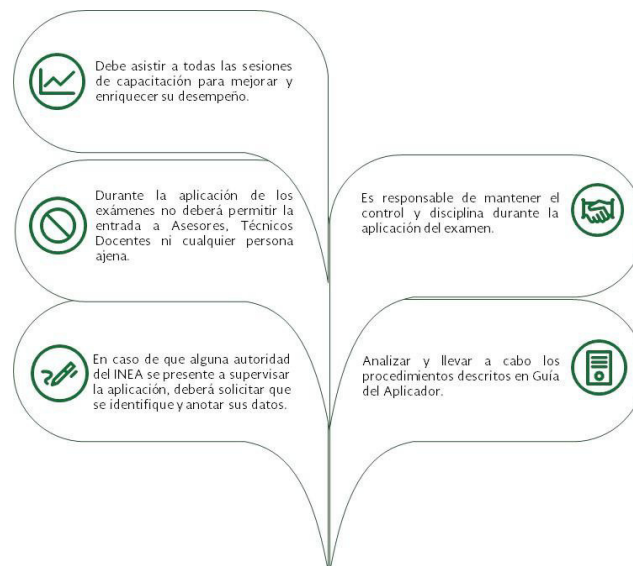 Debe asistir a todas las sesiones
de capacitación para mejorar y
enriquecer su desempeño.
Durante la aplicación de los
exámenes no deberá permitir la
entrada a Asesores, Técnicos
Docentes ni cualquier persona
ajena.
Es responsable de mantener el
control y disciplina durante la
aplicación del examen.
En caso de que alguna autoridad
del INEA se presente a supervisar
la aplicación, deberá solicitar que
se identifique y anotar sus datos.
Analizar y llevar a cabo los
procedimientos descritos en Guía
del Aplicador.